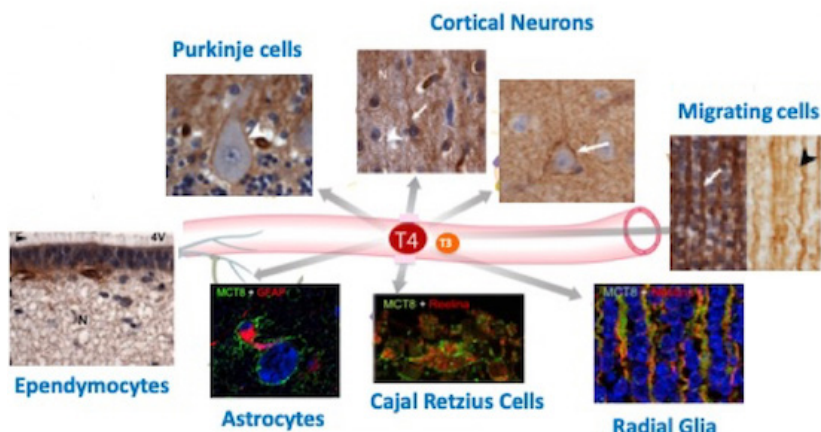 Cortical Neurons
Purkinje cells
N
Migrating cells
T4
T3
4V
N
MCT8 + GFAP
MCT8 + Reelina
MCT8 +
Ependymocytes
Astrocytes
Cajal Retzius Cells
Radial Glia